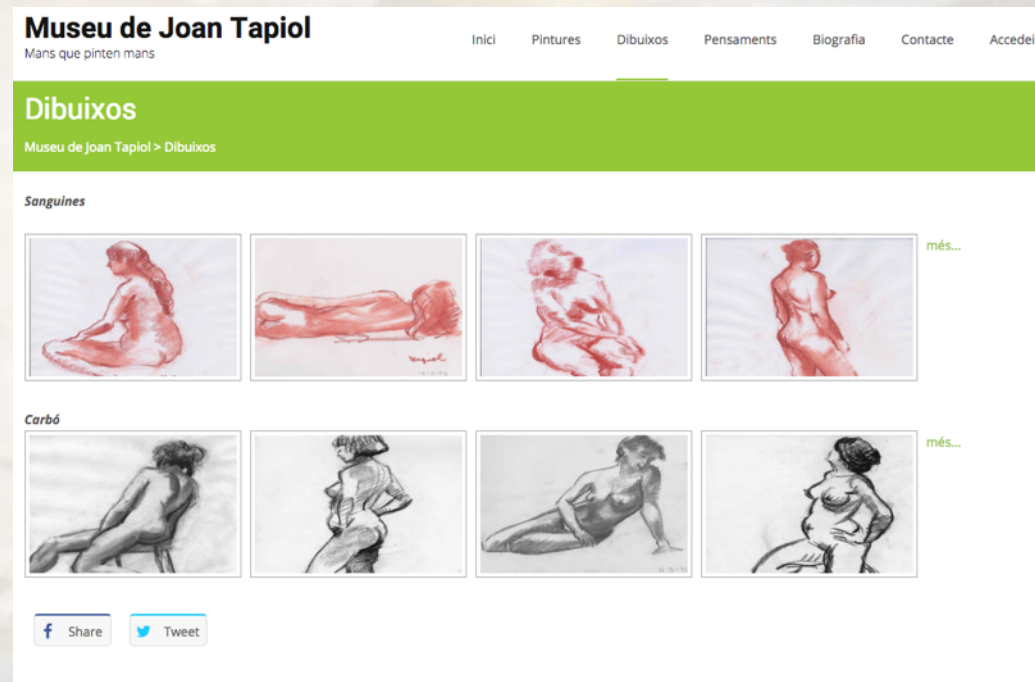 Museu de Joan Tapiol
Mans que pinten mans
Inici Pintures Dibuixos Pensaments Biografia Contacte Accedei
Dibuixos
Museu de Joan Tapiol > Dibuixos
Sanguines
més...
Carbó
més...
Share Tweet